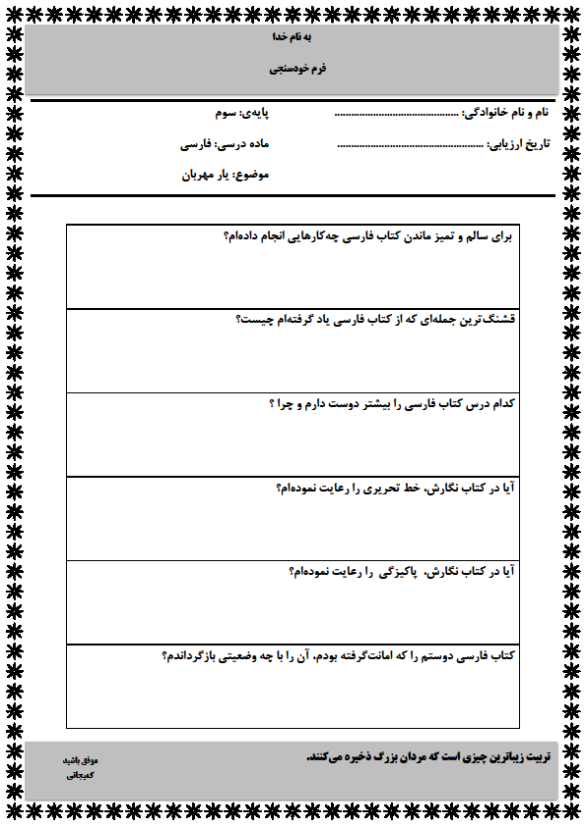 به نام خدا
فرم خودسنجی
نام و نام خانوادگی: ............................................ پایه‌ی: سوم
تاریخ ارزیابی: .................................................... ماده درسی: فارسی
موضوع: یار مهربان
برای سالم و تمیز ماندن کتاب فارسی چه‌کارهایی انجام داده‌ام؟
قشنگ‌ترین جمله‌ای که از کتاب فارسی یاد گرفته‌ام چیست؟
کدام درس کتاب فارسی را بیشتر دوست دارم و چرا ؟
آیا در کتاب نگارش، خط تحریری را رعایت نموده‌ام؟
آیا در کتاب نگارش، پاکیزگی را رعایت نموده‌ام؟
کتاب فارسی دوستم را که امانت‌گرفته بودم، آن را با چه وضعیتی بازگرداندم؟
تربیت زیباترین چیزی است که مردان بزرگ ذخیره می‌کنند.
موفق باشید
کمیجانی